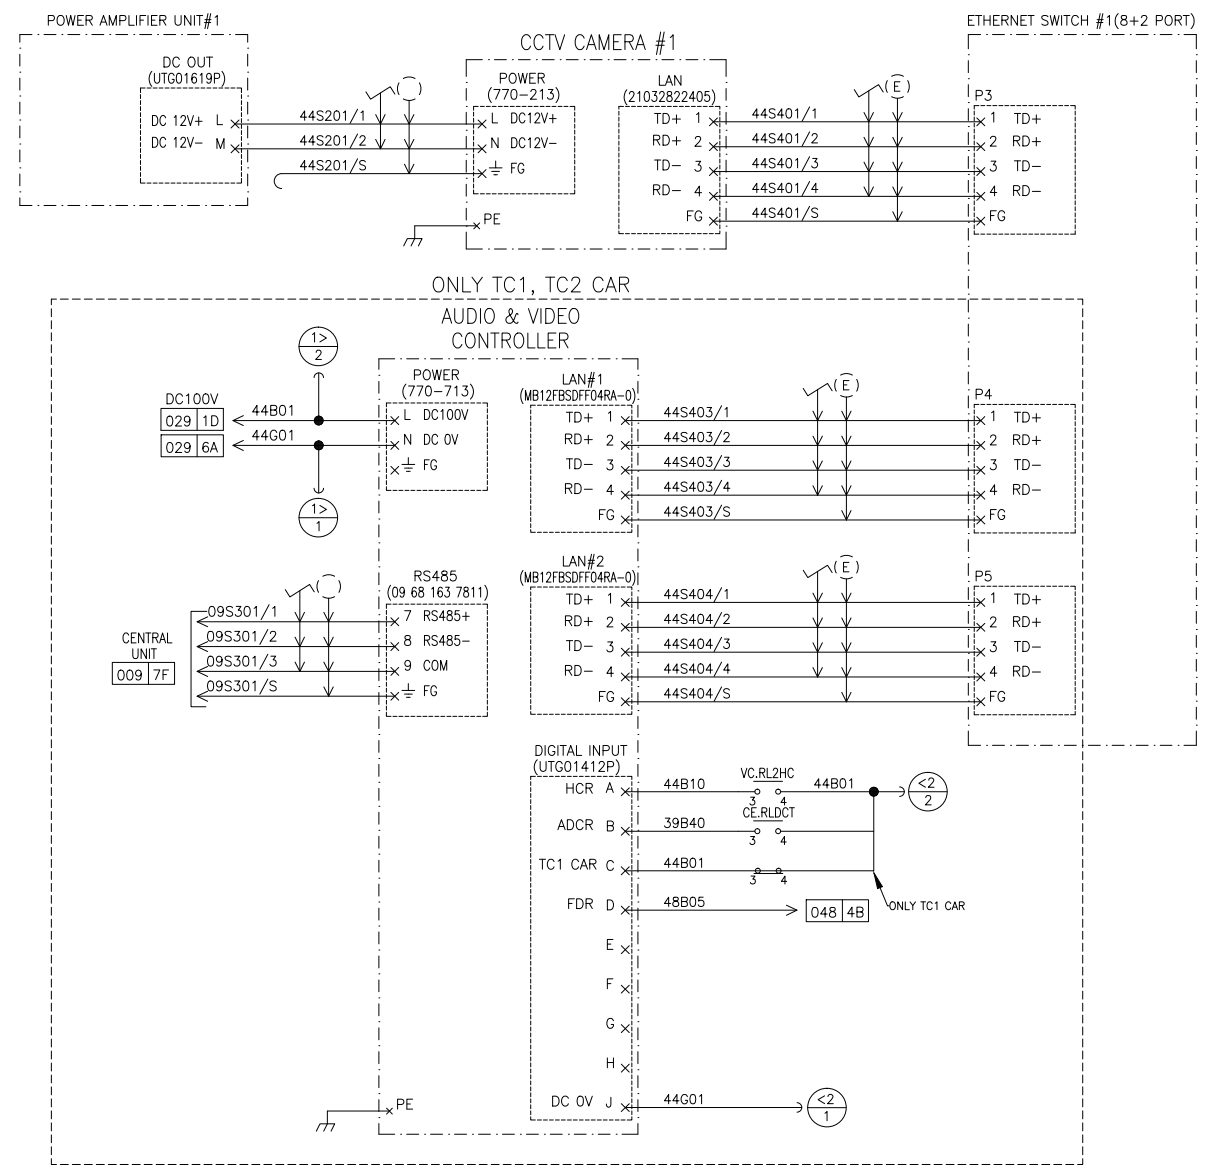 POWER AMPLIFIER UNIT#1
ETHERNET SWITCH #1(8+2 PORT)
CCTV CAMERA #1
DC OUT
(UTG01619P)
DC 12V+ L
DC 12V- M
44S201/1
44S201/2
44S201/S
POWER
(770-213)
L DC12V+
N DC12V-
FG
PE
LAN
(21032822405)
TD+ 1
RD+ 2
TD- 3
RD- 4
FG
44S401/1
44S401/2
44S401/3
44S401/4
44S401/S
(E)
P3
1 TD+
2 RD+
3 TD-
4 RD-
FG
ONLY TC1, TC2 CAR
AUDIO & VIDEO
CONTROLLER
1>
2
DC100V
029 1D
029 6A
44B01
44G01
1>
1
POWER
(770-713)
L DC100V
N DC 0V
FG
LAN#1
(MB12FBSDFF04RA-0)
TD+ 1
RD+ 2
TD- 3
RD- 4
FG
44S403/1
44S403/2
44S403/3
44S403/4
44S403/S
(E)
P4
1 TD+
2 RD+
3 TD-
4 RD-
FG
CENTRAL
UNIT
009 7F
09S301/1
09S301/2
09S301/3
09S301/S
RS485
(09 68 163 7811)
7 RS485+
8 RS485-
9 COM
FG
LAN#2
(MB12FBSDFF04RA-0)
TD+ 1
RD+ 2
TD- 3
RD- 4
FG
44S404/1
44S404/2
44S404/3
44S404/4
44S404/S
(E)
P5
1 TD+
2 RD+
3 TD-
4 RD-
FG
DIGITAL INPUT
(UTG01412P)
HCR A
ADCR B
TC1 CAR C
FDR D
E
F
G
H
DC 0V J
44B10
VC.RL2HC
3 4
44B01
<2
2
39B40
CE.RLDCT
3 4
44B01
3 4
ONLY TC1 CAR
48B05
048 4B
44G01
<2
1
PE